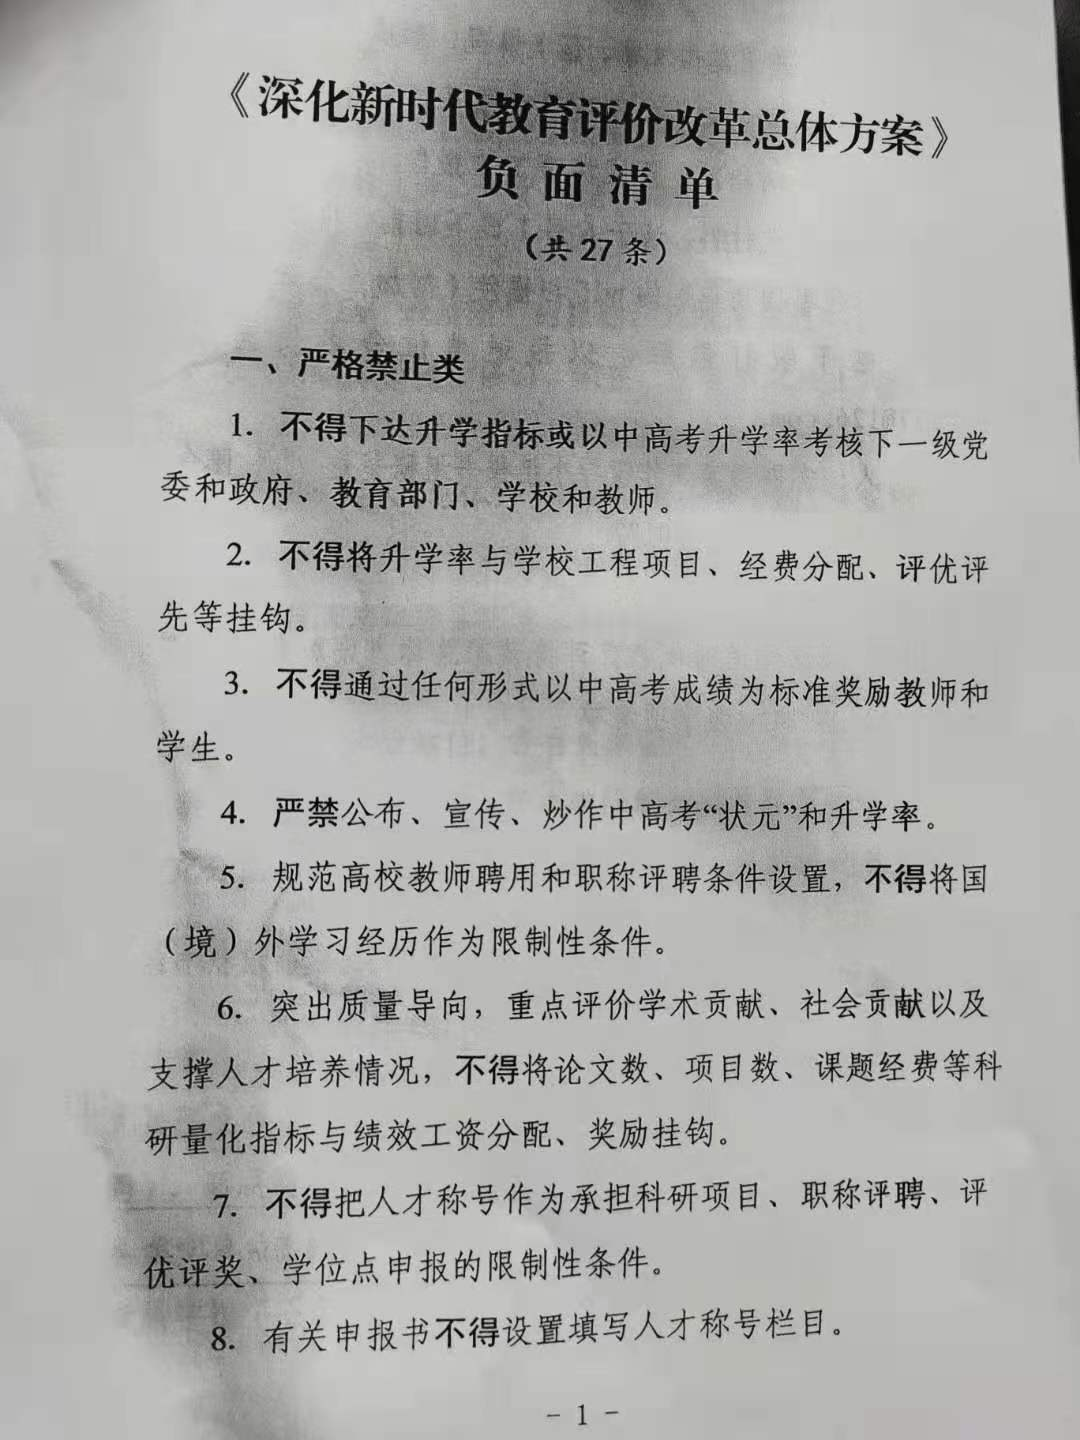 《深化新时代教育评价改革总体方案》
负面清单
（共27条）
一、严格禁止类
1. 不得下达升学指标或以中高考升学率考核下一级党
委和政府、教育部门、学校和教师。
2. 不得将升学率与学校工程项目、经费分配、评优评
先等挂钩。
3. 不得通过任何形式以中高考成绩为标准奖励教师和
学生。
4. 严禁公布、宣传、炒作中高考“状元”和升学率。
5. 规范高校教师聘用和职称评聘条件设置，不得将国
（境）外学习经历作为限制性条件。
6. 突出质量导向，重点评价学术贡献、社会贡献以及
支撑人才培养情况，不得将论文数、项目数、课题经费等科
研量化指标与绩效工资分配、奖励挂钩。
7. 不得把人才称号作为承担科研项目、职称评聘、评
优评奖、学位点申报的限制性条件。
8. 有关申报书不得设置填写人才称号栏目。
- 1 -